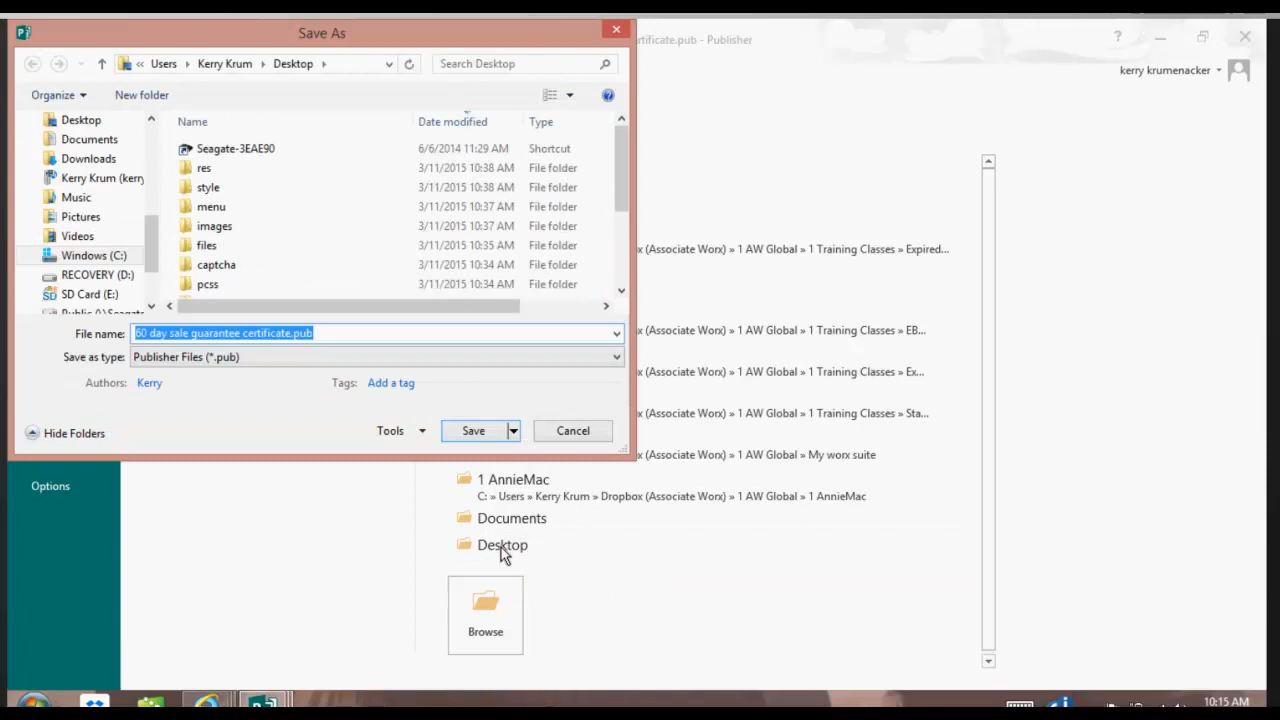 Save As
rtificate.pub - Publisher
?
kerry krumenacker
« Users Kerry Krum Desktop
Search Desktop
Organize
New folder
Name Date modified Type
Desktop
Documents
Downloads
Kerry Krum (kerry
Music
Pictures
Videos
Windows (C:)
RECOVERY (D:)
SD Card (E:)
Seagate-3EAE90 6/6/2014 11:29 AM Shortcut
res 3/11/2015 10:38 AM File folder
style 3/11/2015 10:38 AM File folder
menu 3/11/2015 10:37 AM File folder
images 3/11/2015 10:37 AM File folder
files 3/11/2015 10:35 AM File folder
captcha 3/11/2015 10:34 AM File folder
pcss 3/11/2015 10:34 AM File folder
File name: 60 day sale guarantee certificate.pub
Save as type: Publisher Files (*.pub)
Authors: Kerry Tags: Add a tag
Hide Folders
Tools Save Cancel
x (Associate Worx) » 1 AW Global » 1 Training Classes » Expired...
x (Associate Worx) » 1 AW Global » 1 Training Classes » EB...
x (Associate Worx) » 1 AW Global » 1 Training Classes » Ex...
x (Associate Worx) » 1 AW Global » 1 Training Classes » Sta...
x (Associate Worx) » 1 AW Global » My worx suite
Options
1 AnnieMac
C: » Users » Kerry Krum » Dropbox (Associate Worx) » 1 AW Global » 1 AnnieMac
Documents
Desktop
Browse
10:15 AM